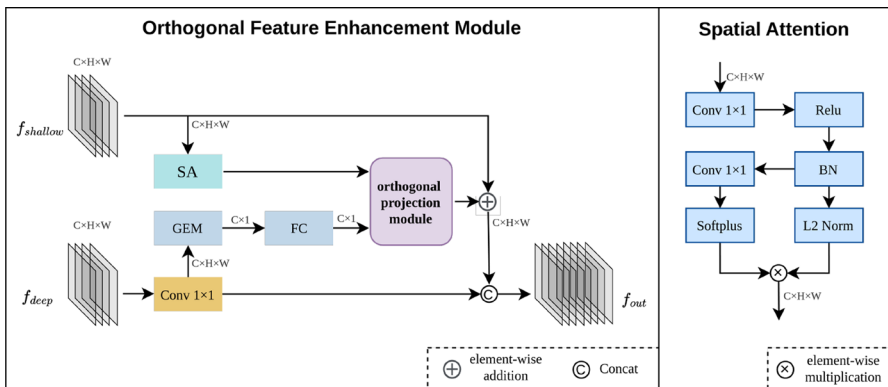 Orthogonal Feature Enhancement Module
C×H×W
f_shallow
C×H×W
SA
orthogonal
projection
module
C×H×W
GEM
C×1
FC
C×1
C×H×W
C×H×W
f_deep
Conv 1×1
C
f_out
element-wise
addition
C
Concat
Spatial Attention
C×H×W
Conv 1×1
Relu
Conv 1×1
BN
Softplus
L2 Norm
C×H×W
element-wise
multiplication